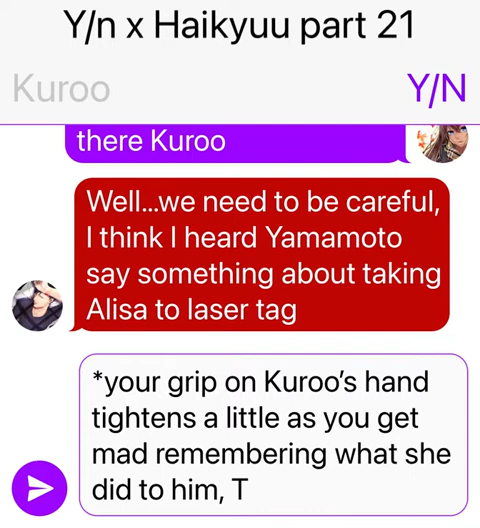 Y/n x Haikyuu part 21
Kuroo
Y/N
there Kuroo
Well...we need to be careful,
I think I heard Yamamoto
say something about taking
Alisa to laser tag
*your grip on Kuroo's hand
tightens a little as you get
mad remembering what she
did to him, T